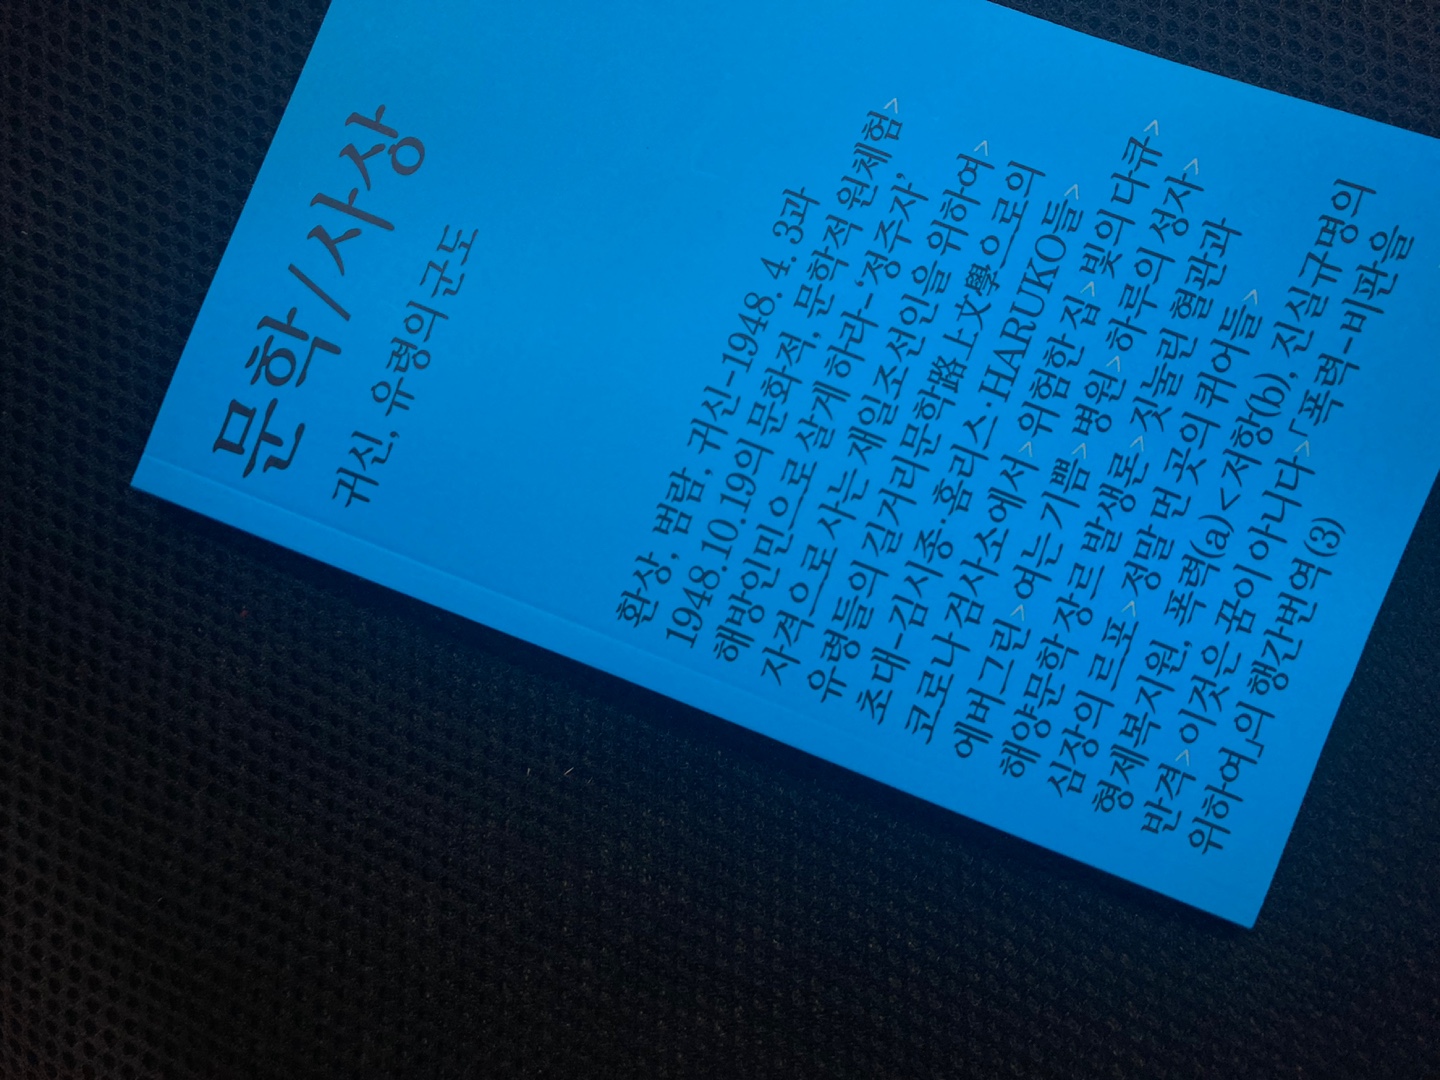 문학/사상
귀신, 유령의 군도
환상, 범람, 귀신-1948. 4. 3과
1948.10.19의 문화적, 문학적 원체험>
해방인민으로 살게 하라-‘정주자’
자격으로 사는 재일조선인을 위하여>
유령들의 길거리문학路上文學으로의
초대-김시종·홈리스·HARUKO들>
코로나 검사소에서>위험한 집>빛의 다큐>
에버그린>여는 기쁨>병원>하루의 성자>
해양문학 장르 발생론>짓눌린 혈관과
심장의 르포>정말 먼 곳의 퀴어들>
형제복지원, 폭력(a)<저항(b), 진실규명의
반격>이것은 꿈이 아니다>「폭력-비판을
위하여」의 행간번역(3)